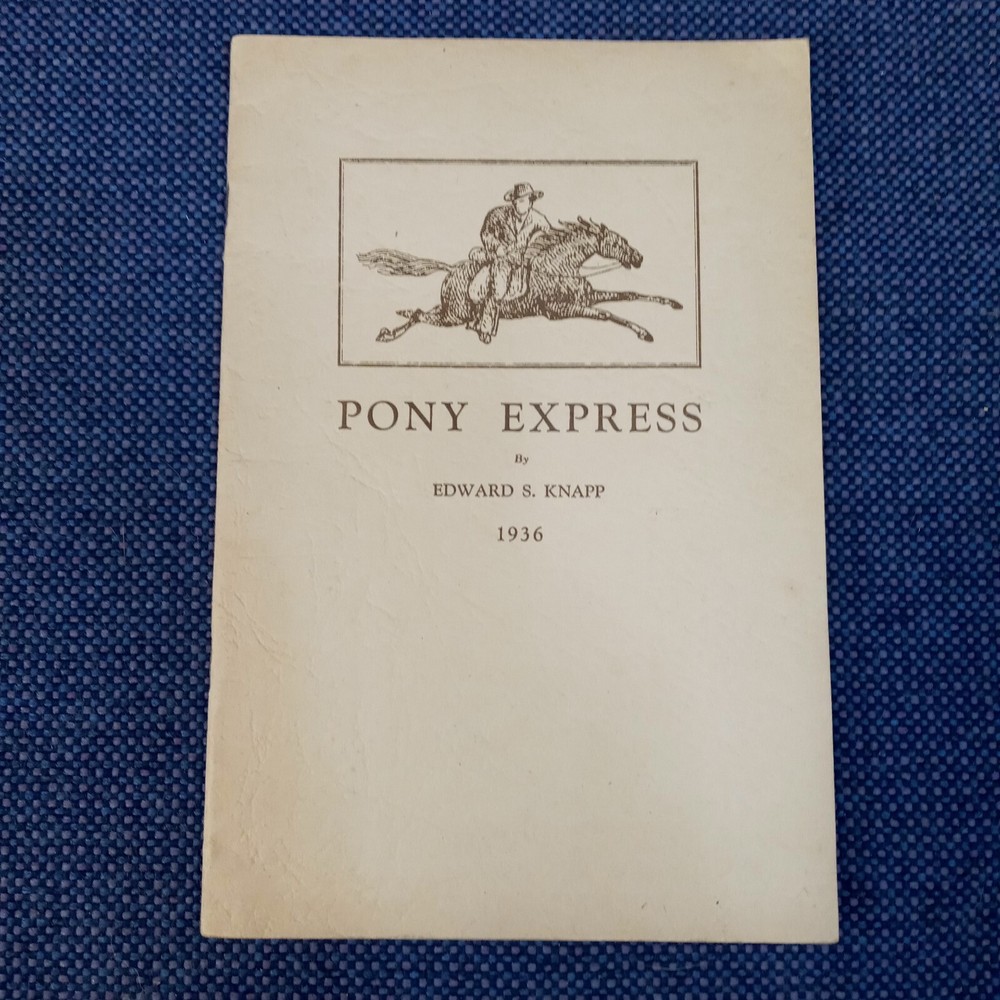 PONY EXPRESS
By
EDWARD S. KNAPP
1936